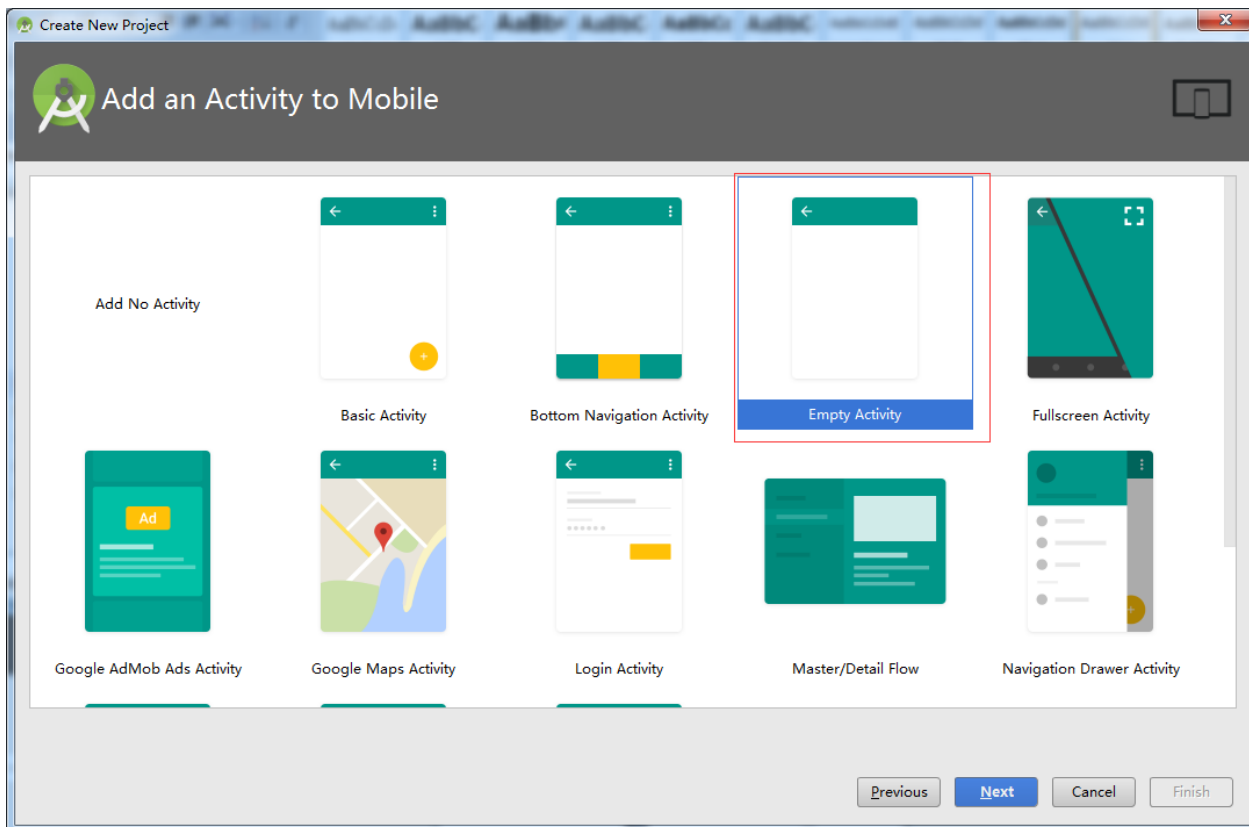 Create New Project
Add an Activity to Mobile
Add No Activity
Basic Activity
Bottom Navigation Activity
Empty Activity
Fullscreen Activity
Ad
Google AdMob Ads Activity
Google Maps Activity
Login Activity
Master/Detail Flow
Navigation Drawer Activity
Previous
Next
Cancel
Finish